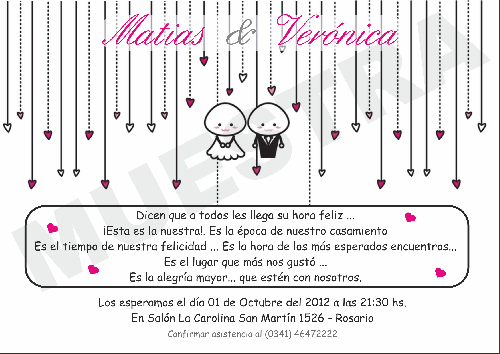 Matias & Verónica
MUESTRA
Dicen que a todos les llega su hora feliz ...
¡Esta es la nuestra!. Es la época de nuestro casamiento
Es el tiempo de nuestra felicidad ... Es la hora de los más esperados encuentros...
Es el lugar que más nos gustó ...
Es la alegría mayor... que estén con nosotros.
Los esperamos el día 01 de Octubre del 2012 a las 21:30 hs.
En Salón La Carolina San Martín 1526 - Rosario
Confirmar asistencia al (0341) 46472222